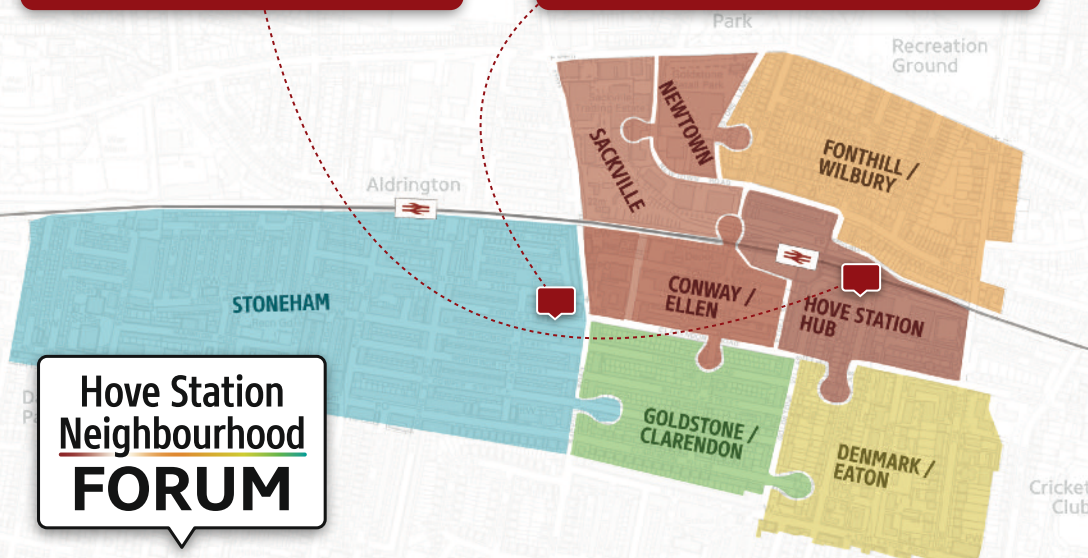 Park
Recreation
Ground
NEWTOWN
SACKVILLE
FONTHILL /
WILBURY
Aldrington
STONEHAM
CONWAY /
ELLEN
HOVE STATION
HUB
GOLDSTONE /
CLARENDON
DENMARK /
EATON
Cricket
Club
Hove Station
Neighbourhood
FORUM